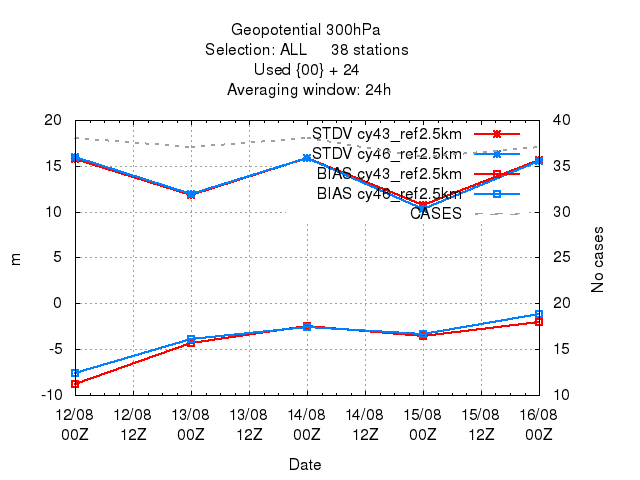 Geopotential 300hPa
Selection: ALL 38 stations
Used {00} + 24
Averaging window: 24h
20 40
STDV cy43_ref2.5km
STDV cy46_ref2.5km
15 35
BIAS cy43_ref2.5km
BIAS cy46_ref2.5km
10 30
CASES
5 25
m
No cases
0 20
-5 15
-10 10
12/08 12/08 13/08 13/08 14/08 14/08 15/08 15/08 16/08
00Z 12Z 00Z 12Z 00Z 12Z 00Z 12Z 00Z
Date